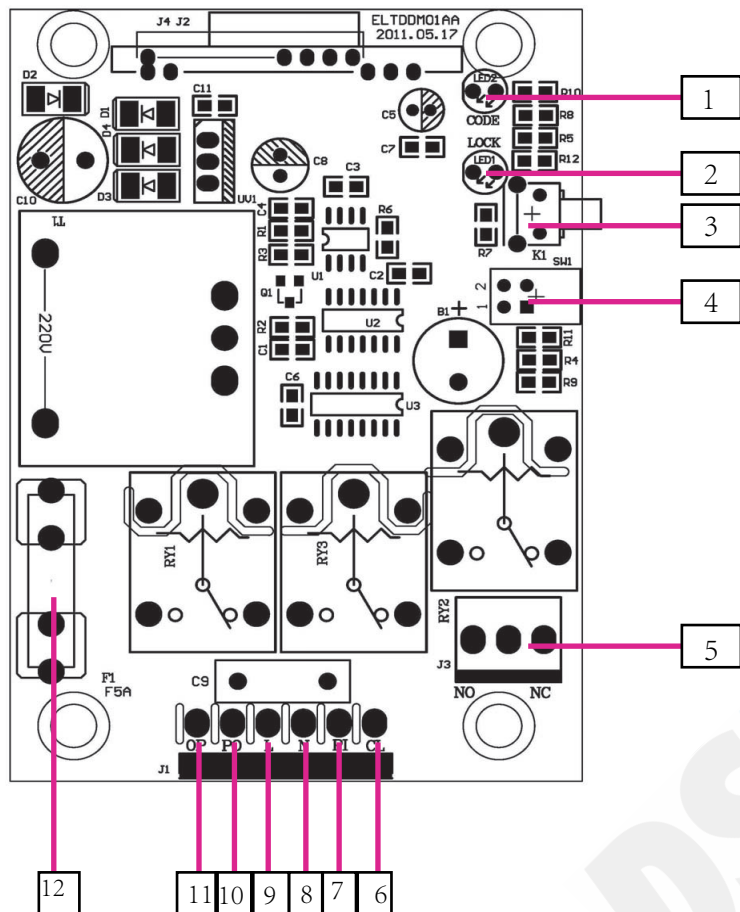 J4 J2
ELTDDM01AA
2011.05.17
D2
D1
D4
D3
C10
C11
UV1
C8
C5
C7
C3
LED2
CODE
LOCK
LED1
R10
R8
R5
R12
R7
K1
SW1
2
1
T1
220V
C4
R1
R3
Q1
U1
R6
C2
R2
C1
U2
B1
R11
R4
R9
C6
U3
RY1
RY3
RY2
J3
NO NC
F1
F5A
C9
OP PO L N PI CL
J1
1
2
3
4
5
12
11
10
9
8
7
6